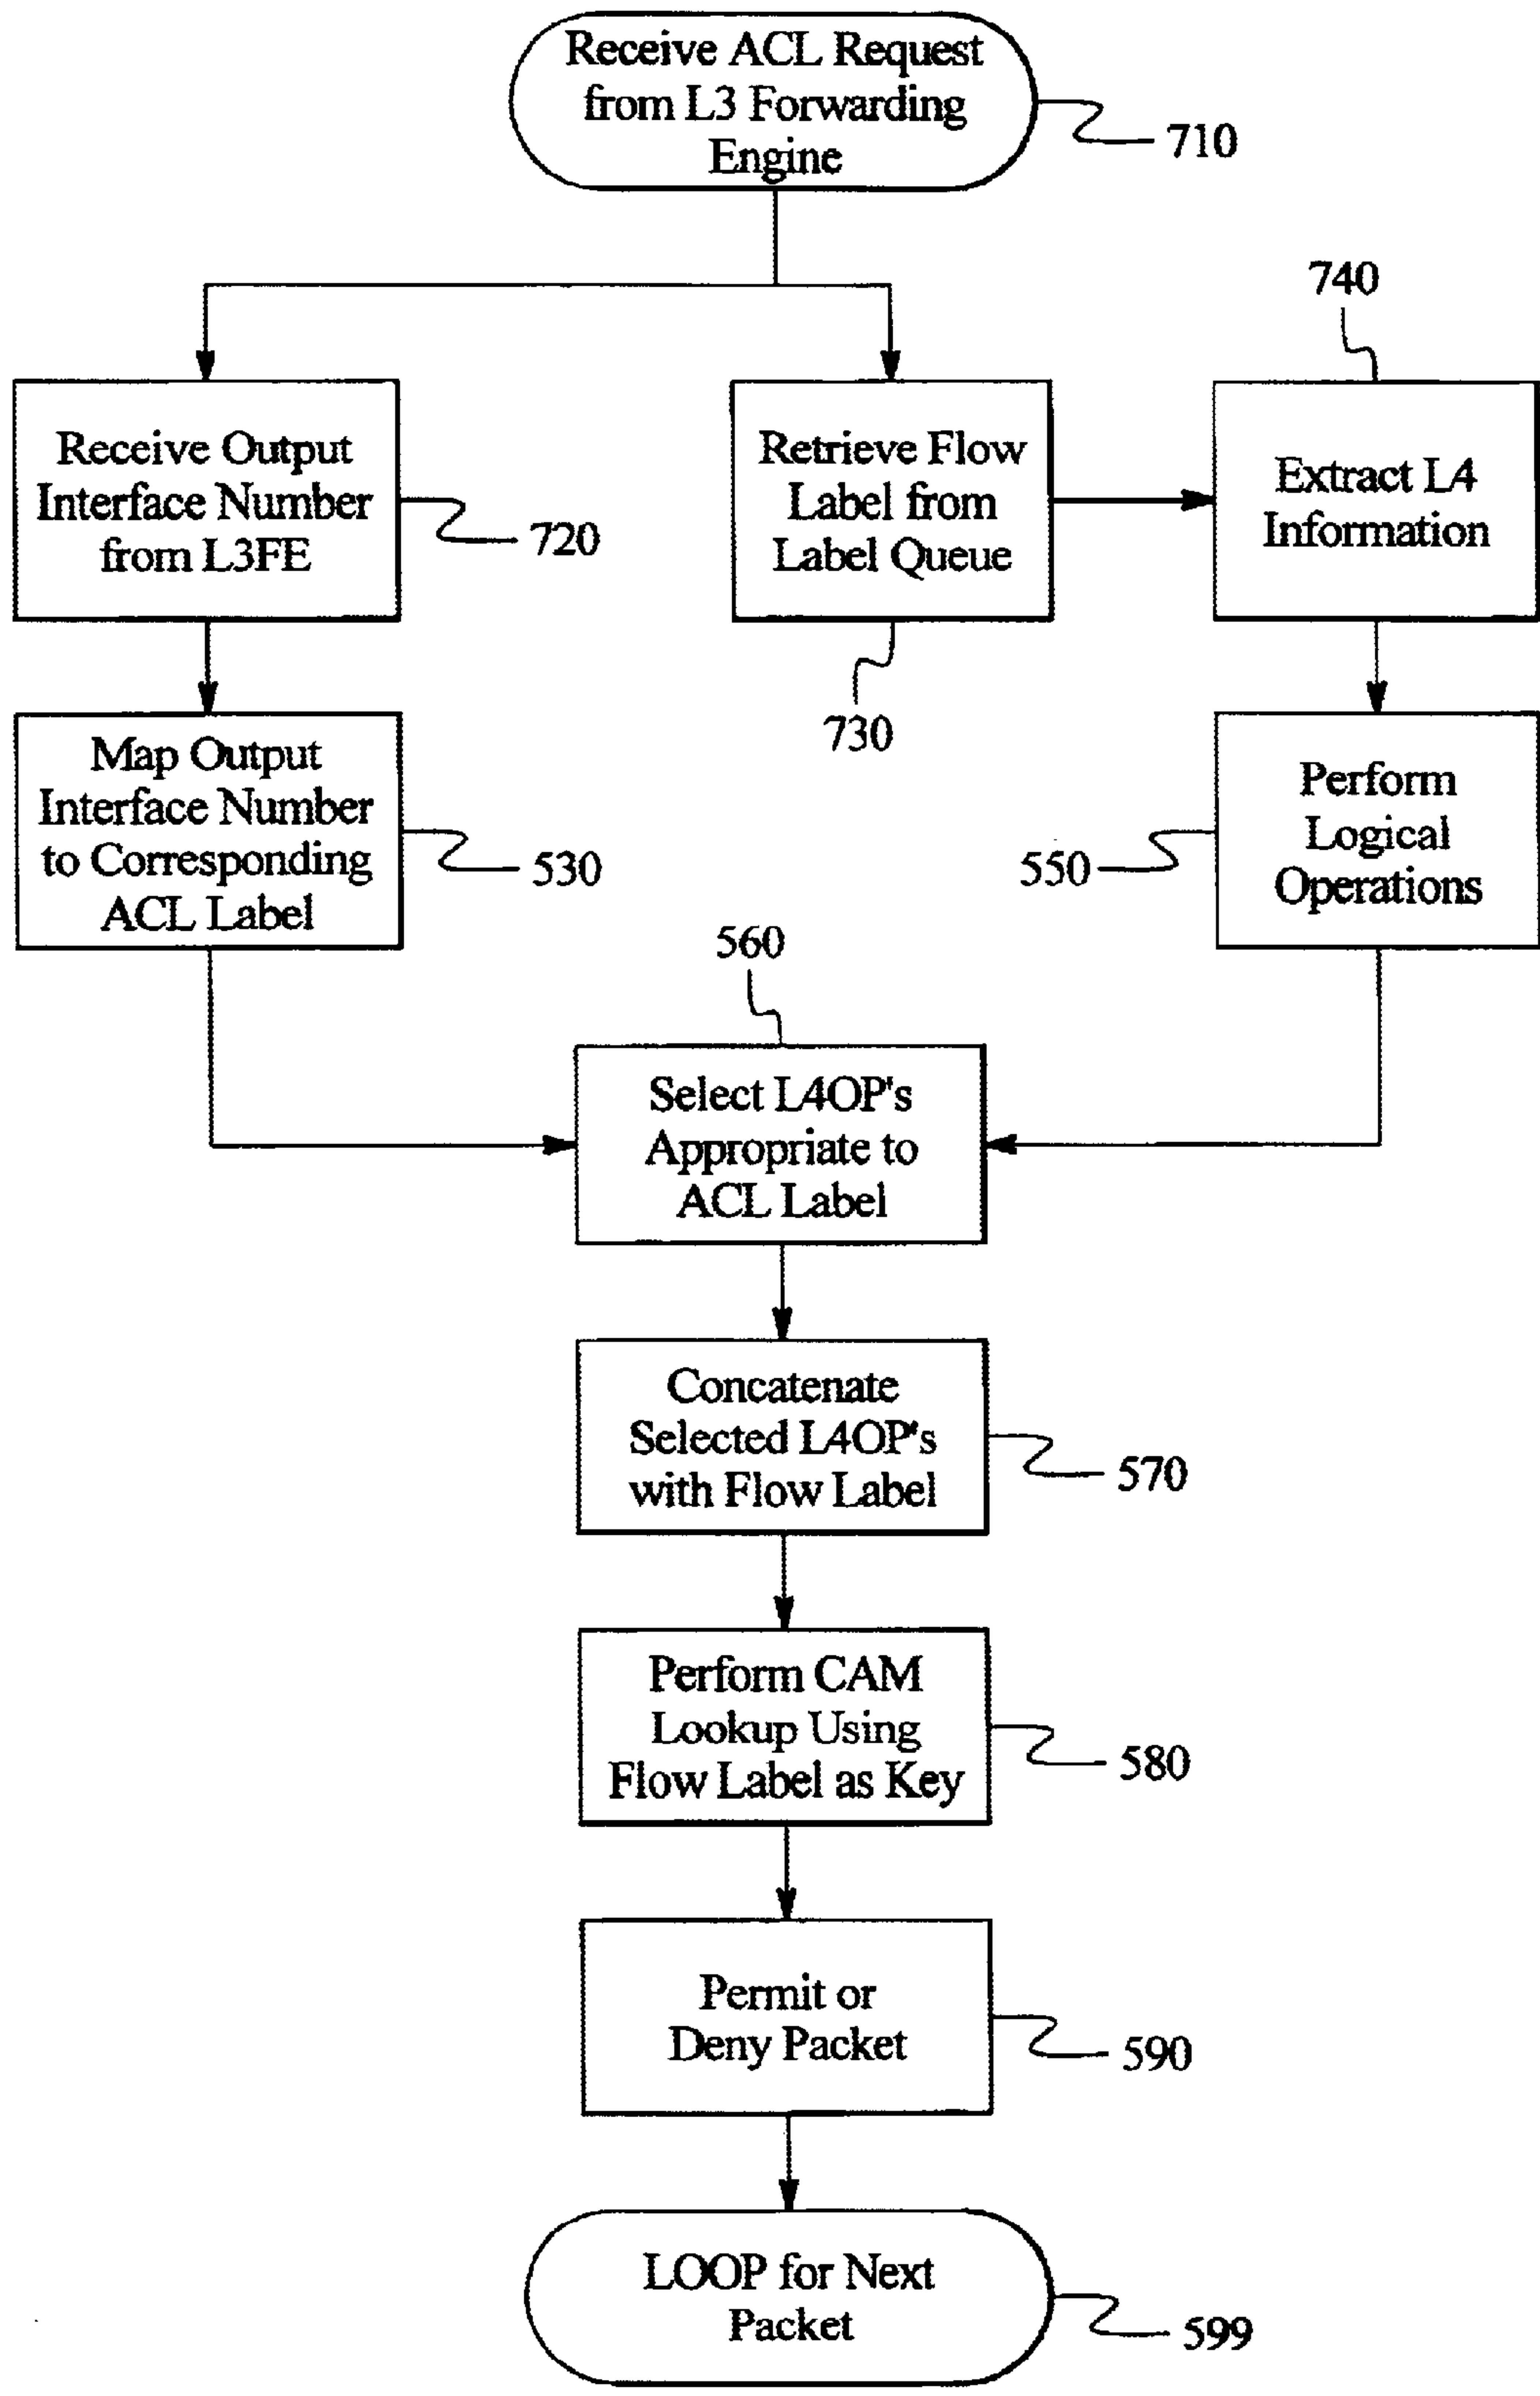 Receive ACL Request
from L3 Forwarding
Engine
710
740
Receive Output
Interface Number
from L3FE
720
Retrieve Flow
Label from
Label Queue
730
Extract L4
Information
Map Output
Interface Number
to Corresponding
ACL Label
530
Perform
Logical
Operations
550
560
Select L4OP's
Appropriate to
ACL Label
Concatenate
Selected L4OP's
with Flow Label
570
Perform CAM
Lookup Using
Flow Label as Key
580
Permit or
Deny Packet
590
LOOP for Next
Packet
599